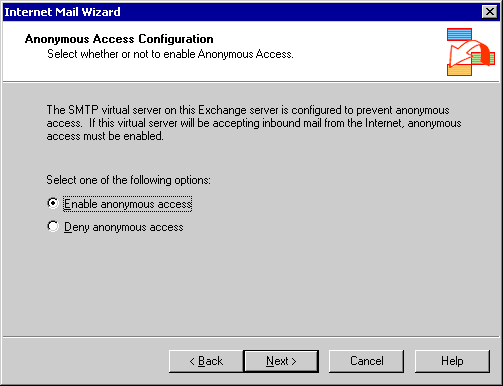 Internet Mail Wizard
Anonymous Access Configuration
Select whether or not to enable Anonymous Access.
The SMTP virtual server on this Exchange server is configured to prevent anonymous
access.  If this virtual server will be accepting inbound mail from the Internet, anonymous
access must be enabled.
Select one of the following options:
Enable anonymous access
Deny anonymous access
< Back Next > Cancel Help